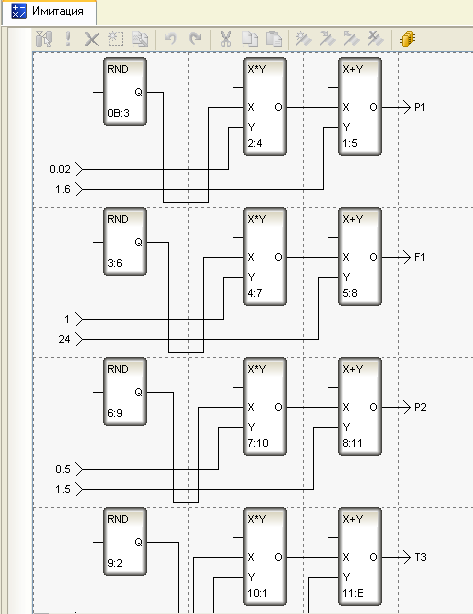 Имитация
RND X*Y X+Y
Q X O X O P1
0B:3 Y Y
2:4 1:5
0.02
1.6
RND X*Y X+Y
Q X O X O F1
3:6 Y Y
4:7 5:8
1
24
RND X*Y X+Y
Q X O X O P2
6:9 Y Y
7:10 8:11
0.5
1.5
RND X*Y X+Y
Q X O X O T3
9:2 Y Y
10:1 11:E